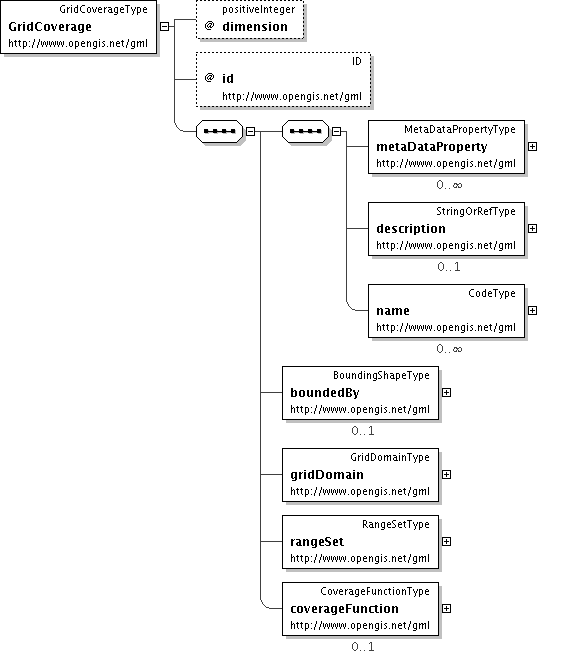 GridCoverageType
GridCoverage
http://www.opengis.net/gml
positiveInteger
@ dimension
ID
@ id
http://www.opengis.net/gml
MetaDataPropertyType
metaDataProperty
http://www.opengis.net/gml
0..∞
StringOrRefType
description
http://www.opengis.net/gml
0..1
CodeType
name
http://www.opengis.net/gml
0..∞
BoundingShapeType
boundedBy
http://www.opengis.net/gml
0..1
GridDomainType
gridDomain
http://www.opengis.net/gml
RangeSetType
rangeSet
http://www.opengis.net/gml
CoverageFunctionType
coverageFunction
http://www.opengis.net/gml
0..1